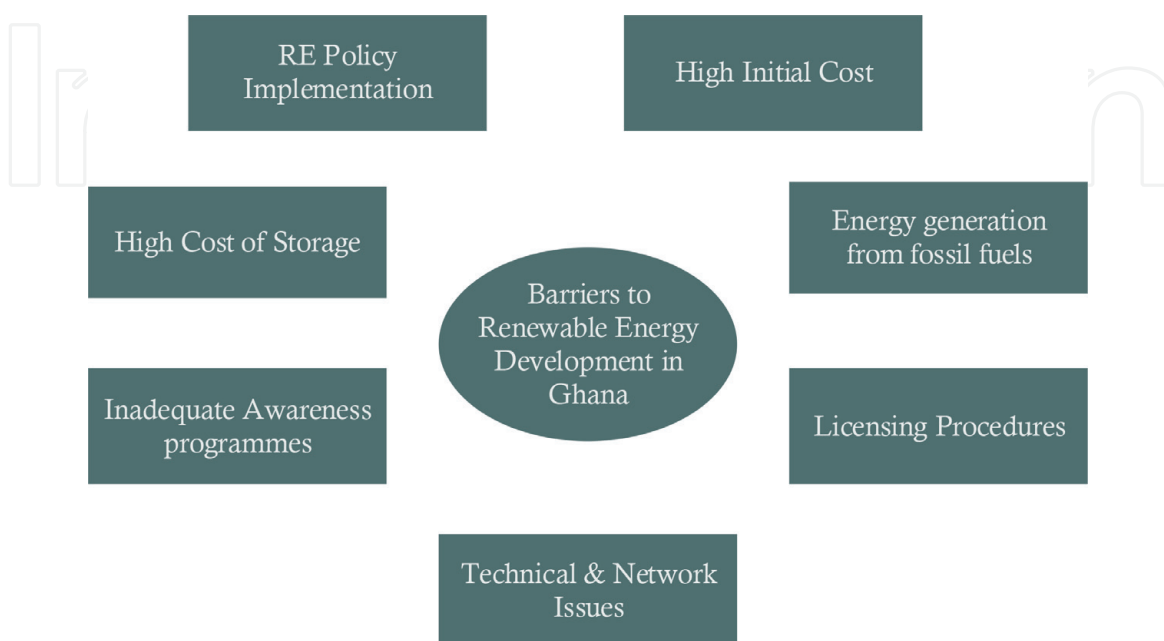 RE Policy
Implementation
High Initial Cost
High Cost of Storage
Energy generation
from fossil fuels
Barriers to
Renewable Energy
Development in
Ghana
Inadequate Awareness
programmes
Licensing Procedures
Technical & Network
Issues